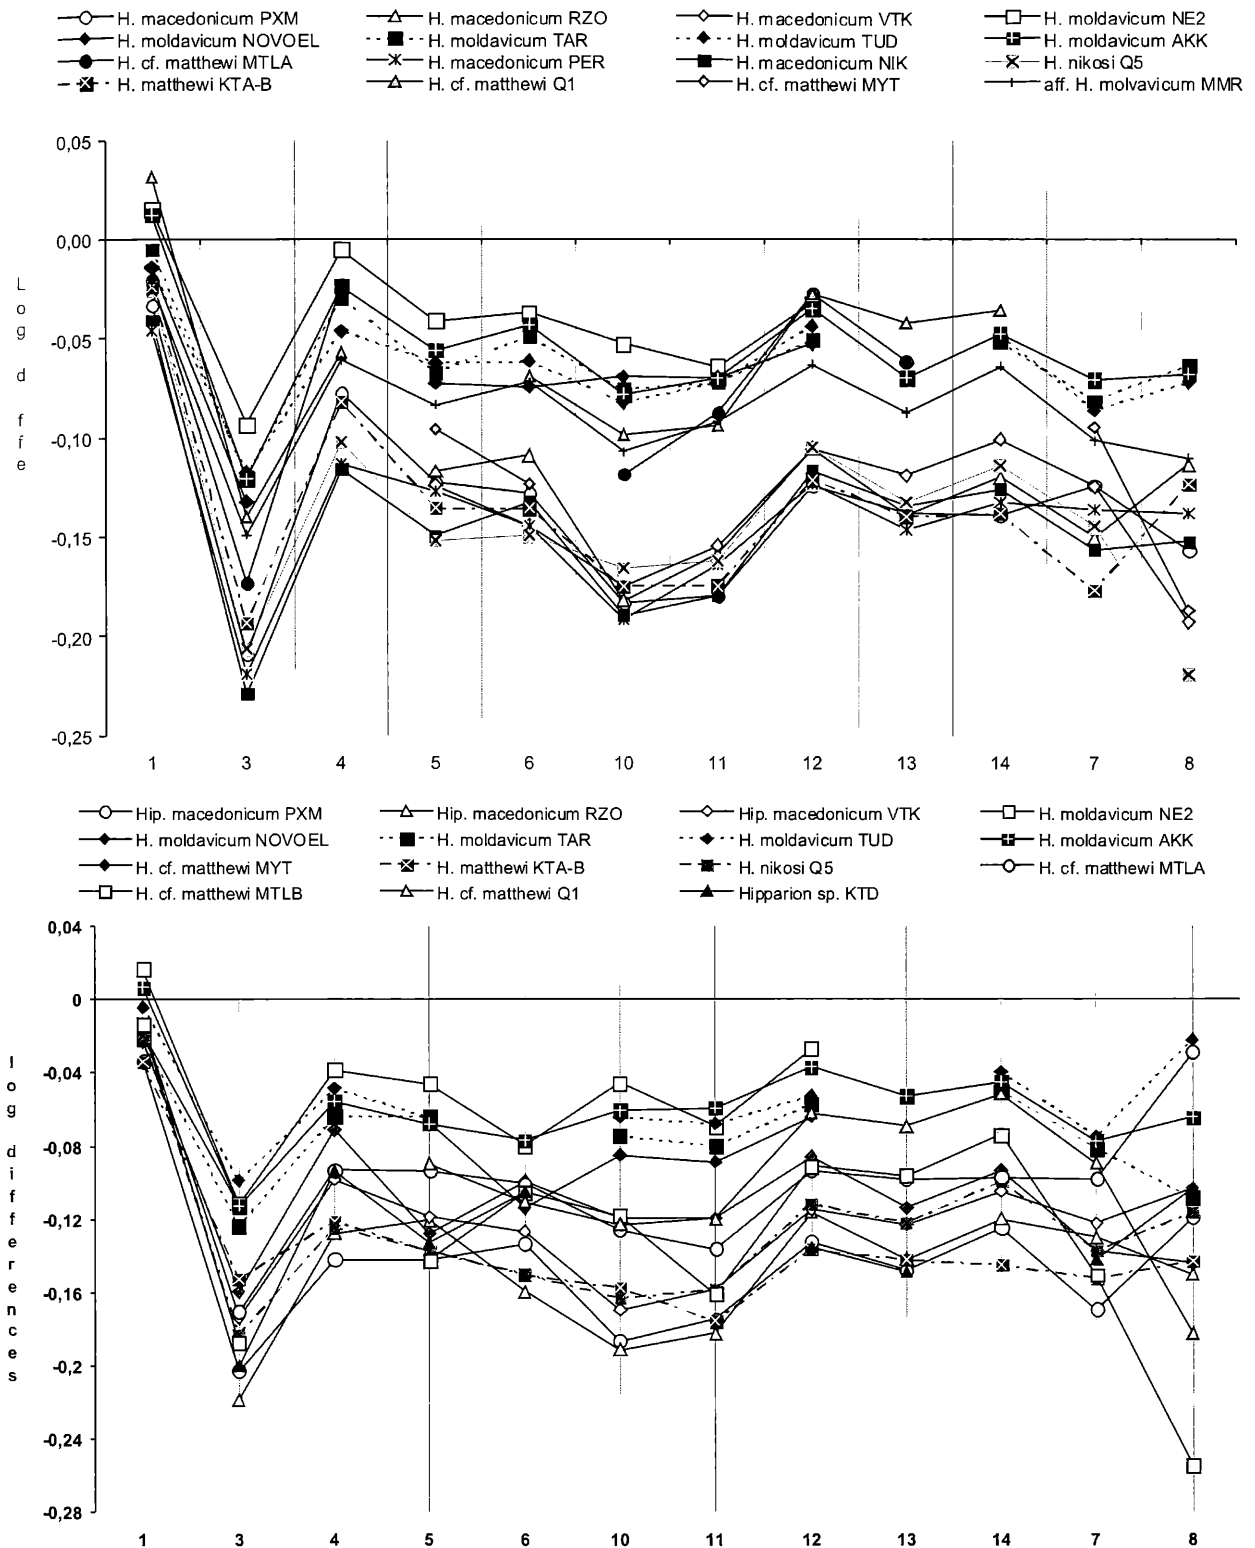 H. macedonicum PXM H. macedonicum RZO H. macedonicum VTK H. moldavicum NE2
H. moldavicum NOVOEL H. moldavicum TAR H. moldavicum TUD H. moldavicum AKK
H. cf. matthewi MTLA H. macedonicum PER H. macedonicum NIK H. nikosi Q5
H. matthewi KTA-B H. cf. matthewi Q1 H. cf. matthewi MYT aff. H. molvavicum MMR
0,05
0,00
-0,05
-0,10
-0,15
-0,20
-0,25
Log d ffe
1 3 4 5 6 10 11 12 13 14 7 8
Hip. macedonicum PXM Hip. macedonicum RZO Hip. macedonicum VTK H. moldavicum NE2
H. moldavicum NOVOEL H. moldavicum TAR H. moldavicum TUD H. moldavicum AKK
H. cf. matthewi MYT H. matthewi KTA-B H. nikosi Q5 H. cf. matthewi MTLA
H. cf. matthewi MTLB H. cf. matthewi Q1 Hipparion sp. KTD
0,04
0
-0,04
-0,08
-0,12
-0,16
-0,2
-0,24
-0,28
log differences
1 3 4 5 6 10 11 12 13 14 7 8